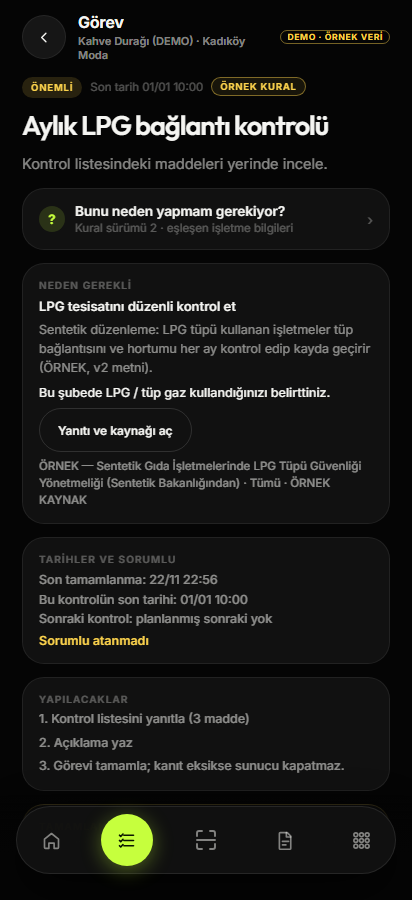 Görev
Kahve Durağı (DEMO) · Kadıköy
Moda
DEMO · ÖRNEK VERİ
ÖNEMLİ
Son tarih 01/01 10:00
ÖRNEK KURAL
Aylık LPG bağlantı kontrolü
Kontrol listesindeki maddeleri yerinde incele.
?
Bunu neden yapmam gerekiyor?
Kural sürümü 2 · eşleşen işletme bilgileri
NEDEN GEREKLİ
LPG tesisatını düzenli kontrol et
Sentetik düzenleme: LPG tüpü kullanan işletmeler tüp
bağlantısını ve hortumu her ay kontrol edip kayda geçirir
(ÖRNEK, v2 metni).
Bu şubede LPG / tüp gaz kullandığınızı belirttiniz.
Yanıtı ve kaynağı aç
ÖRNEK — Sentetik Gıda İşletmelerinde LPG Tüpü Güvenliği
Yönetmeliği (Sentetik Bakanlığından) · Tümü · ÖRNEK
KAYNAK
TARİHLER VE SORUMLU
Son tamamlanma: 22/11 22:56
Bu kontrolün son tarihi: 01/01 10:00
Sonraki kontrol: planlanmış sonraki yok
Sorumlu atanmadı
YAPILACAKLAR
1. Kontrol listesini yanıtla (3 madde)
2. Açıklama yaz
3. Görevi tamamla; kanıt eksikse sunucu kapatmaz.